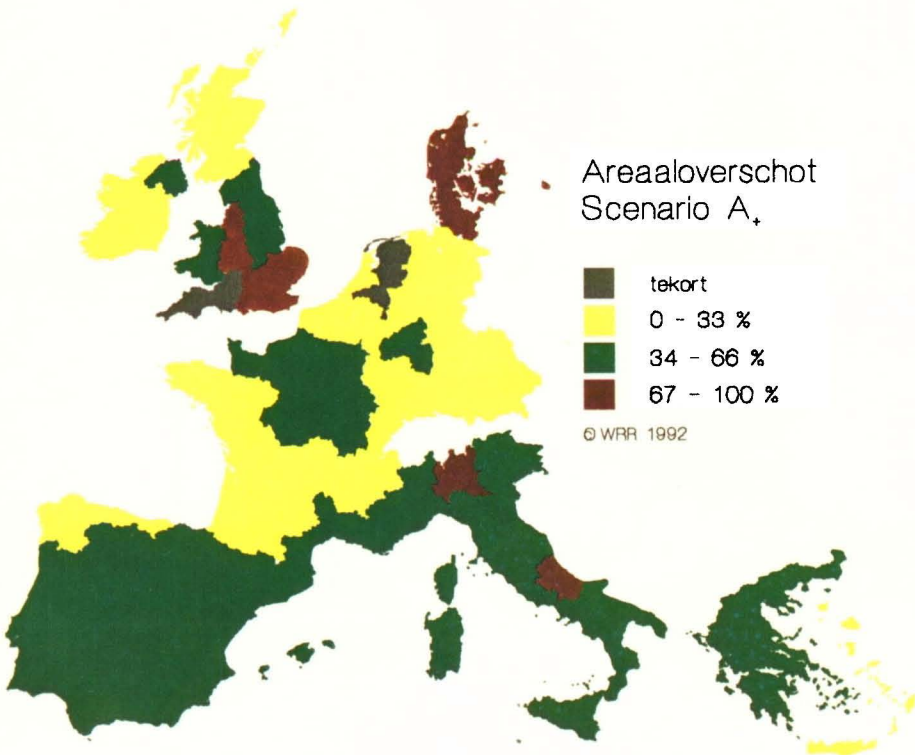 Areaaloverschot
Scenario A+
tekort
0 - 33 %
34 - 66 %
67 - 100 %
© WRR 1992